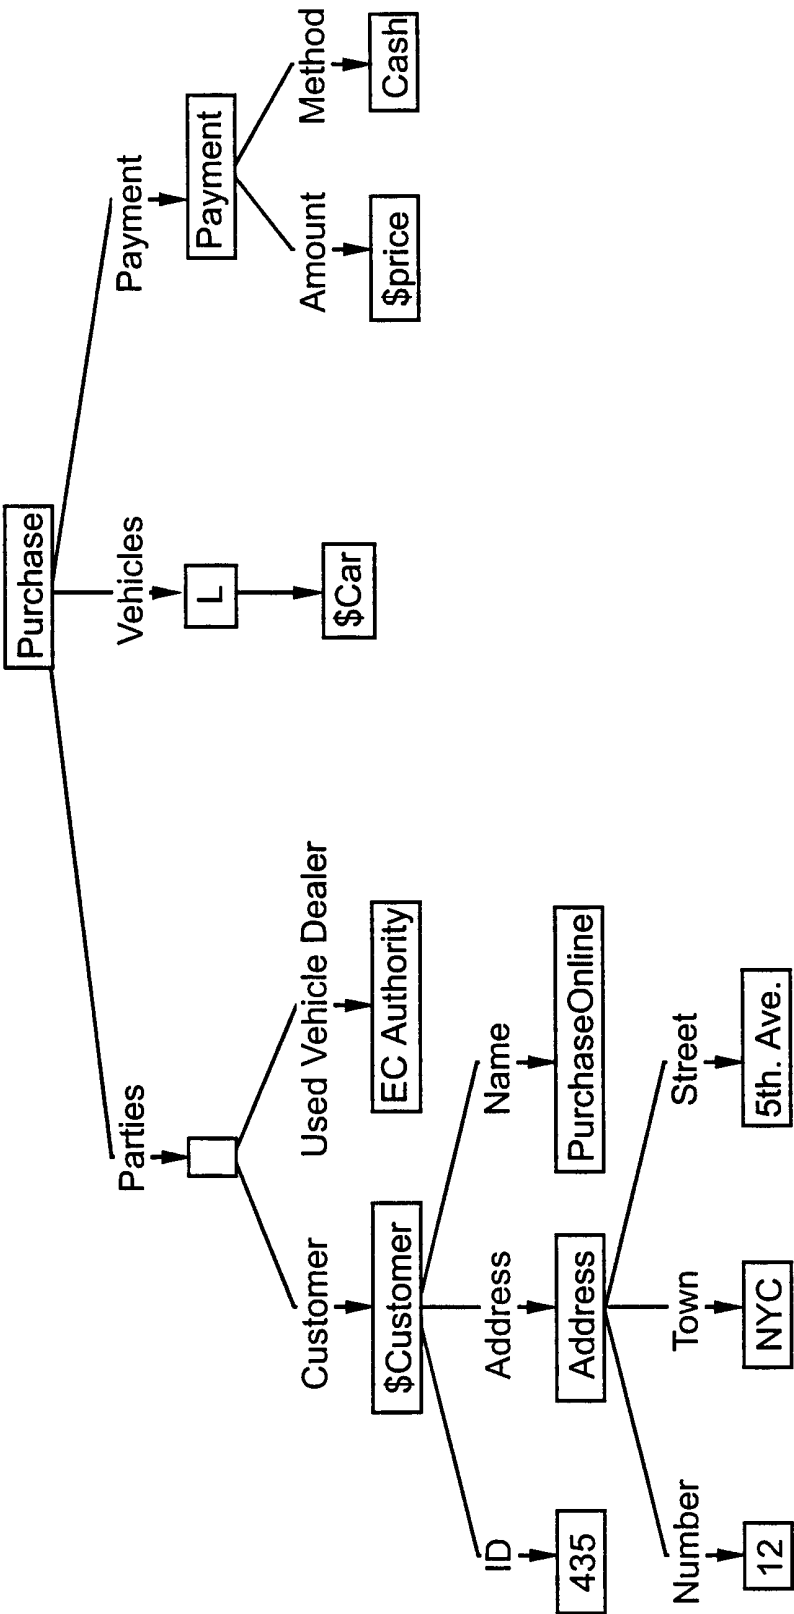 Purchase
Parties
Vehicles
Payment
L
Payment
Customer
Used Vehicle Dealer
Amount
Method
$Customer
EC Authority
$Car
$price
Cash
ID
Address
Name
435
Address
PurchaseOnline
Number
Town
Street
12
NYC
5th. Ave.